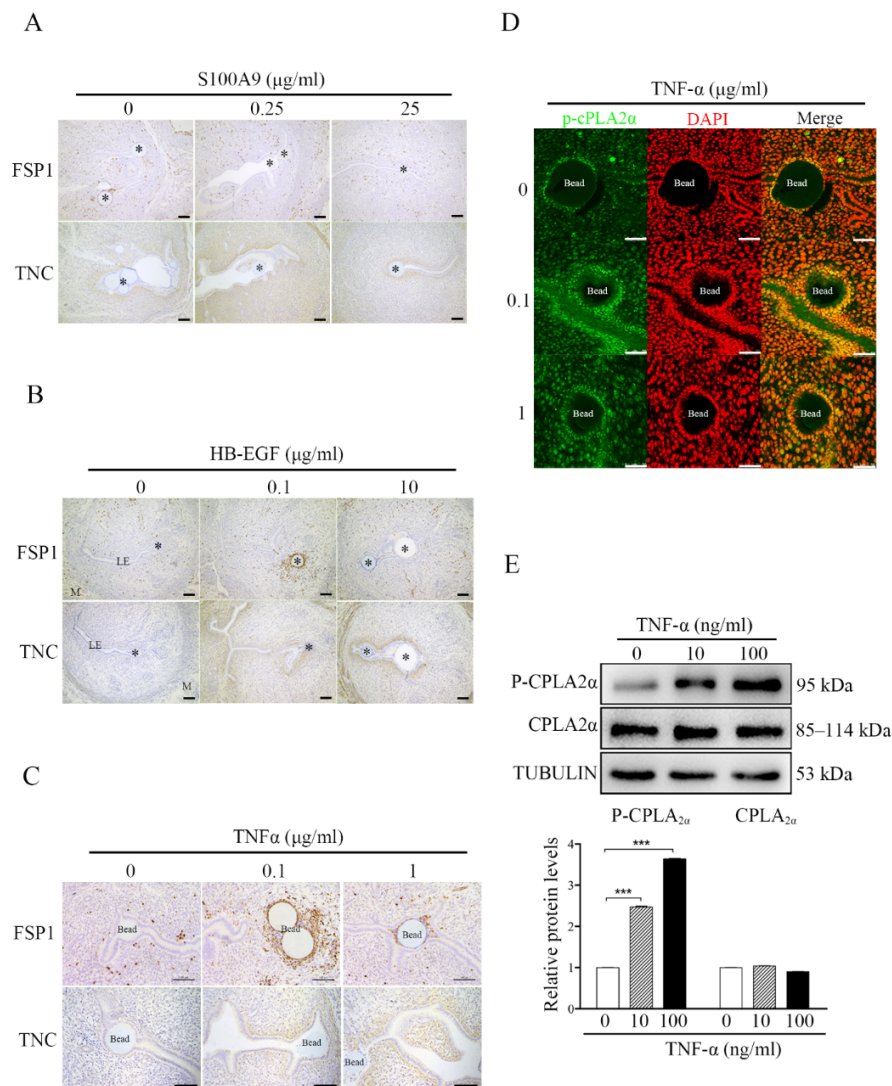 A
S100A9 (μg/ml)
0 0.25 25
FSP1
* * * * *
TNC
* * *
B
HB-EGF (μg/ml)
0 0.1 10
FSP1
* * * *
LE
M
TNC
LE * * * *
M
C
TNFα (μg/ml)
0 0.1 1
FSP1
Bead Bead Bead
TNC
Bead Bead Bead
D
TNF-α (μg/ml)
p-cPLA2α DAPI Merge
0
Bead Bead Bead
0.1
Bead Bead Bead
1
Bead Bead Bead
E
TNF-α (ng/ml)
0 10 100
P-CPLA2α 95 kDa
CPLA2α 85–114 kDa
TUBULIN 53 kDa
P-CPLA2α CPLA2α
Relative protein levels
4
3
2
1
0
***
***
0 10 100 0 10 100
TNF-α (ng/ml)